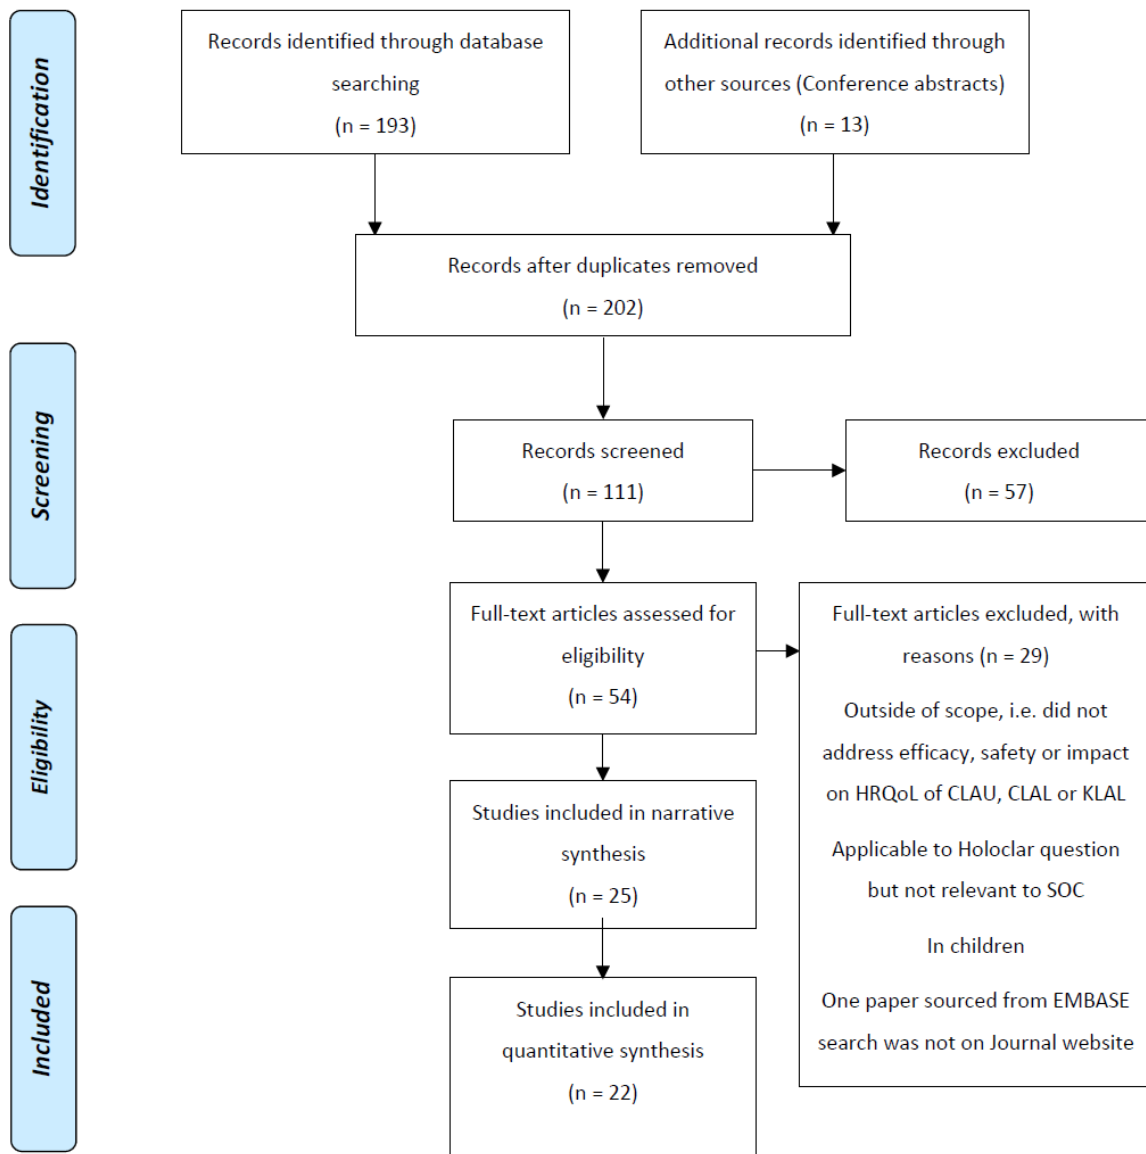 Identification
Records identified through database
searching
(n = 193)
Additional records identified through
other sources (Conference abstracts)
(n = 13)
Records after duplicates removed
(n = 202)
Screening
Records screened
(n = 111)
Records excluded
(n = 57)
Eligibility
Full-text articles assessed for
eligibility
(n = 54)
Full-text articles excluded, with
reasons (n = 29)
Outside of scope, i.e. did not
address efficacy, safety or impact
on HRQoL of CLAU, CLAL or KLAL
Applicable to Holoclar question
but not relevant to SOC
In children
One paper sourced from EMBASE
search was not on Journal website
Studies included in narrative
synthesis
(n = 25)
Included
Studies included in
quantitative synthesis
(n = 22)